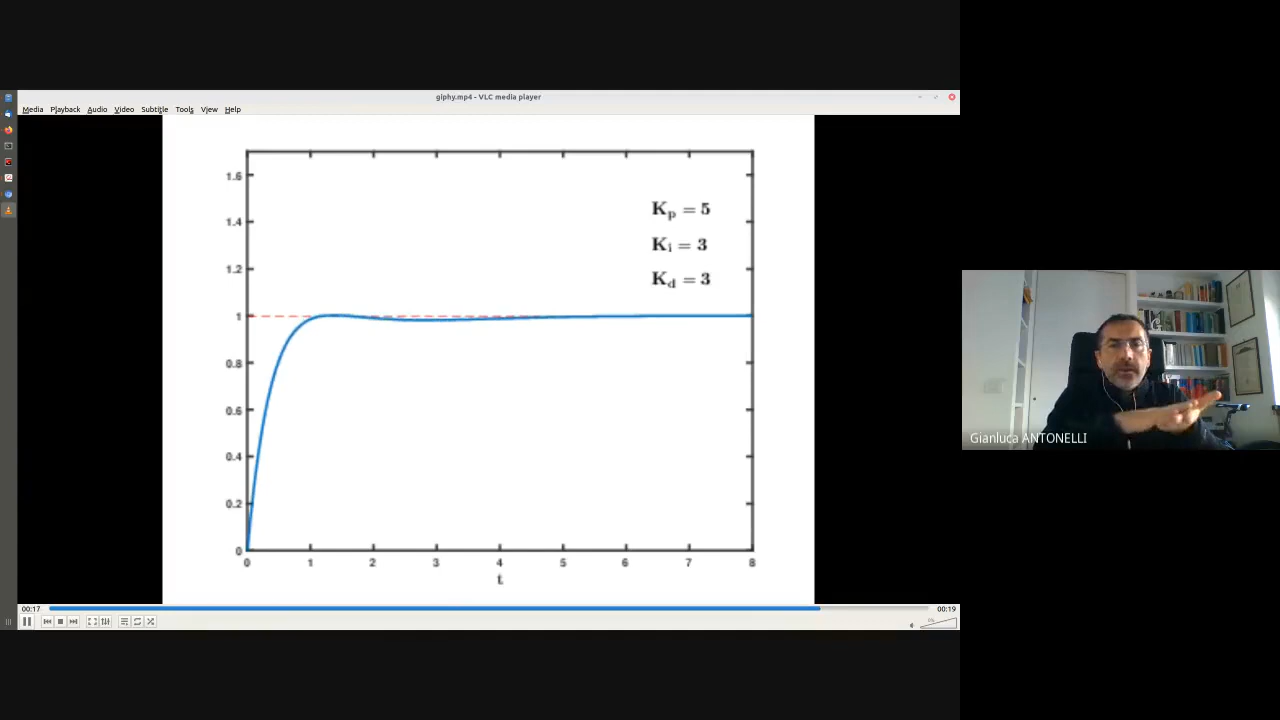 giphy.mp4 - VLC media player
Media Playback Audio Video Subtitle Tools View Help
1.6
1.4
1.2
1
0.8
0.6
0.4
0.2
0
0 1 2 3 4 5 6 7 8
t
Kp = 5
Ki = 3
Kd = 3
00:17
00:19
0%
Gianluca ANTONELLI